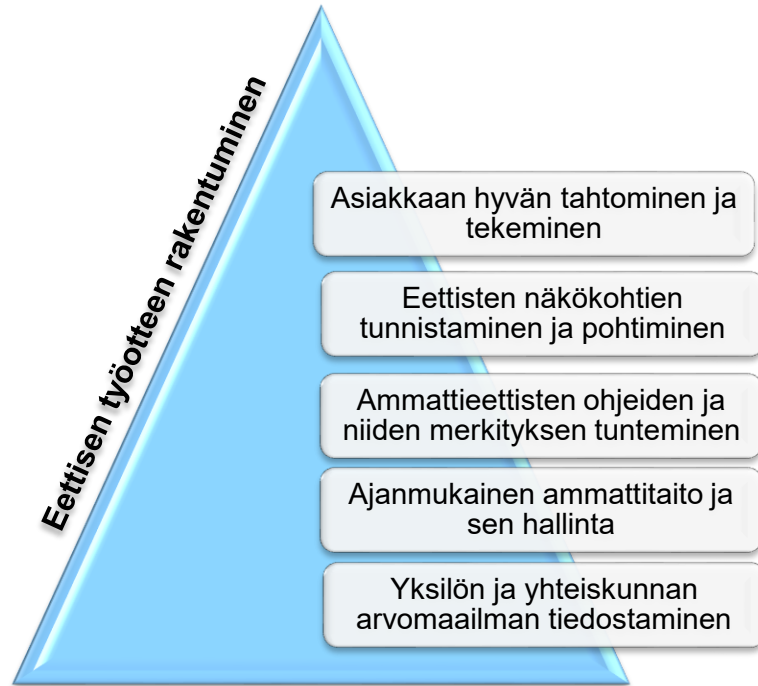 Eettisen työotteen rakentuminen
Asiakkaan hyvän tahtominen ja
tekeminen
Eettisten näkökohtien
tunnistaminen ja pohtiminen
Ammattieettisten ohjeiden ja
niiden merkityksen tunteminen
Ajanmukainen ammattitaito ja
sen hallinta
Yksilön ja yhteiskunnan
arvomaailman tiedostaminen